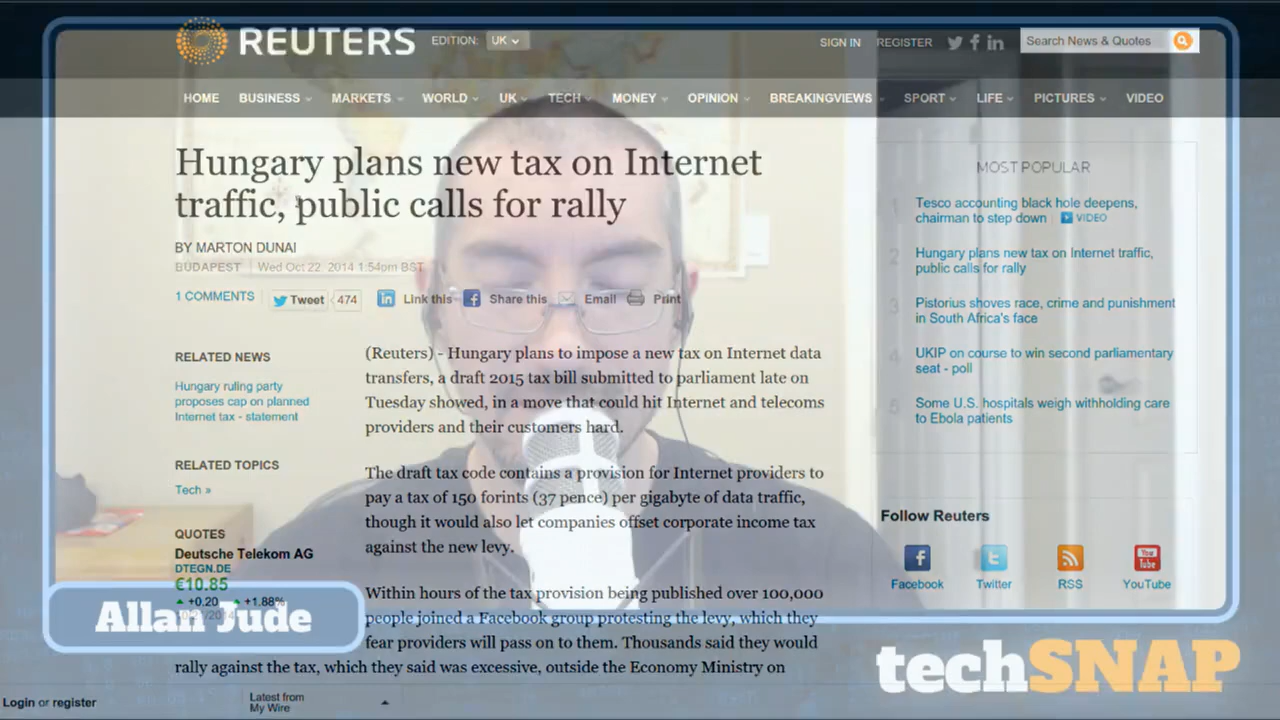 REUTERS EDITION: UK SIGN IN REGISTER Search News & Quotes
HOME BUSINESS MARKETS WORLD UK TECH MONEY OPINION BREAKINGVIEWS SPORT LIFE PICTURES VIDEO
Hungary plans new tax on Internet
traffic, public calls for rally
BY MARTON DUNAI
BUDAPEST Wed Oct 22, 2014 1:54pm BST
1 COMMENTS Tweet 474 Link this Share this Email Print
RELATED NEWS
Hungary ruling party
proposes cap on planned
Internet tax - statement
RELATED TOPICS
Tech »
QUOTES
Deutsche Telekom AG
DTEGN.DE
€10.85
+0.20 +1.88%
(Reuters) - Hungary plans to impose a new tax on Internet data
transfers, a draft 2015 tax bill submitted to parliament late on
Tuesday showed, in a move that could hit Internet and telecoms
providers and their customers hard.
The draft tax code contains a provision for Internet providers to
pay a tax of 150 forints (37 pence) per gigabyte of data traffic,
though it would also let companies offset corporate income tax
against the new levy.
Within hours of the tax provision being published over 100,000
people joined a Facebook group protesting the levy, which they
fear providers will pass on to them. Thousands said they would
rally against the tax, which they said was excessive, outside the Economy Ministry on
MOST POPULAR
1 Tesco accounting black hole deepens,
chairman to step down VIDEO
2 Hungary plans new tax on Internet traffic,
public calls for rally
3 Pistorius shoves race, crime and punishment
in South Africa's face
4 UKIP on course to win second parliamentary
seat - poll
5 Some U.S. hospitals weigh withholding care
to Ebola patients
Follow Reuters
Facebook Twitter RSS YouTube
Allan Jude
techSNAP
Login or register
Latest from
My Wire